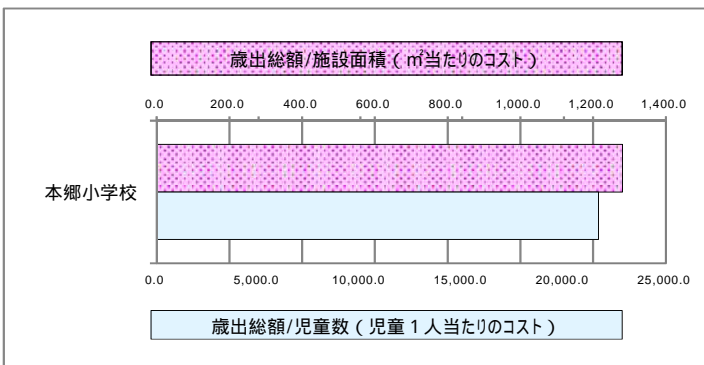 歳出総額/施設面積(㎡当たりのコスト)
0.0 200.0 400.0 600.0 800.0 1,000.0 1,200.0 1,400.0
本郷小学校
0.0 5,000.0 10,000.0 15,000.0 20,000.0 25,000.0
歳出総額/児童数(児童1人当たりのコスト)